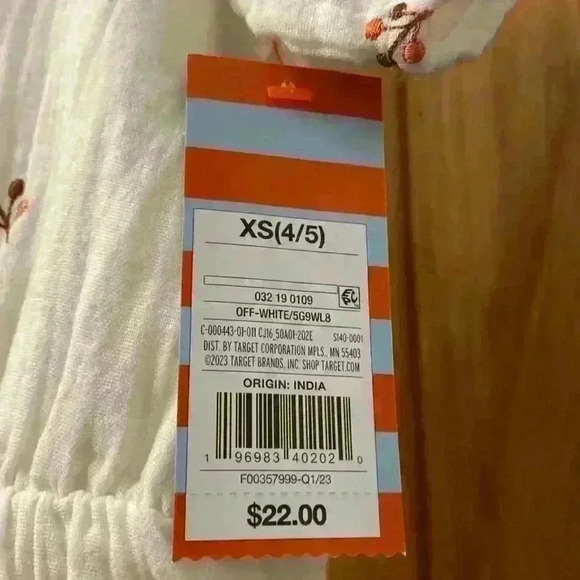 XS(4/5)
032 19 0109
OFF-WHITE/5G9WL8
C-000443-01-011 CJ16_50A01-202E S140-0001
DIST. BY TARGET CORPORATION MPLS., MN 55403
©2023 TARGET BRANDS, INC. SHOP TARGET.COM
ORIGIN: INDIA
1 96983 40202 0
F00357999-Q1/23
$22.00